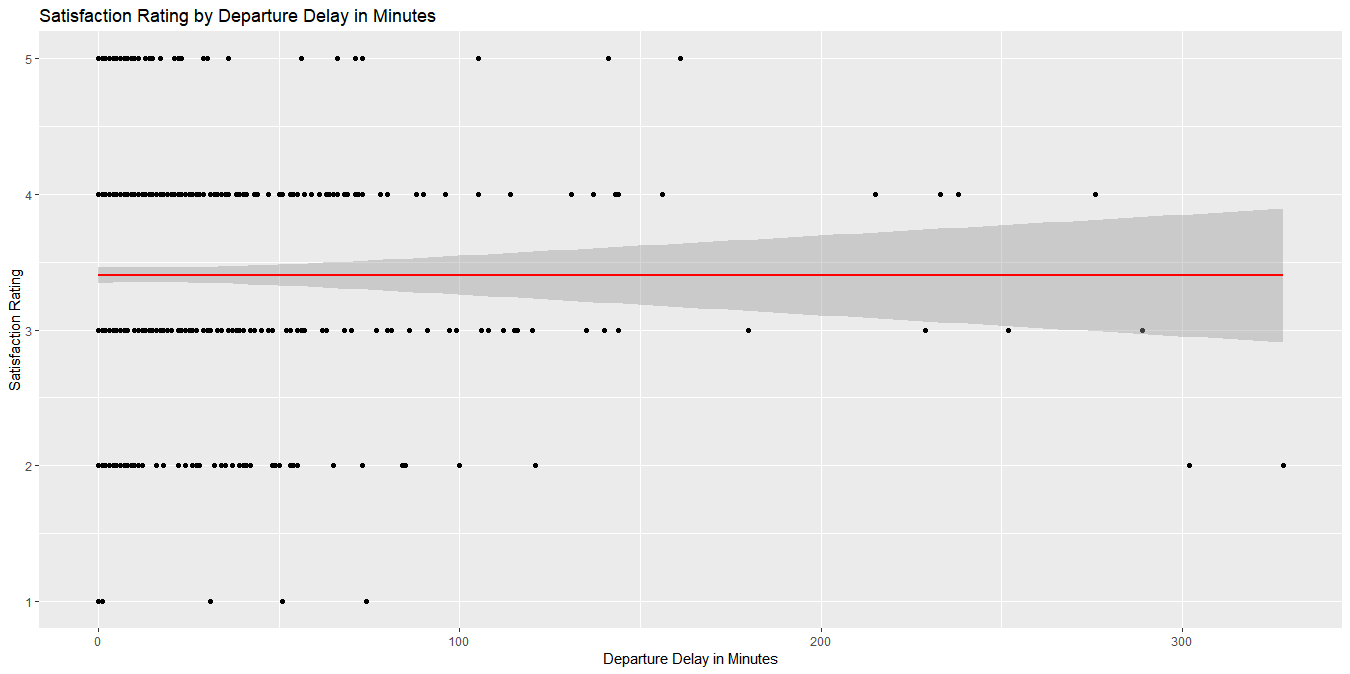 Satisfaction Rating by Departure Delay in Minutes
5
4
3
2
1
Satisfaction Rating
0 100 200 300
Departure Delay in Minutes